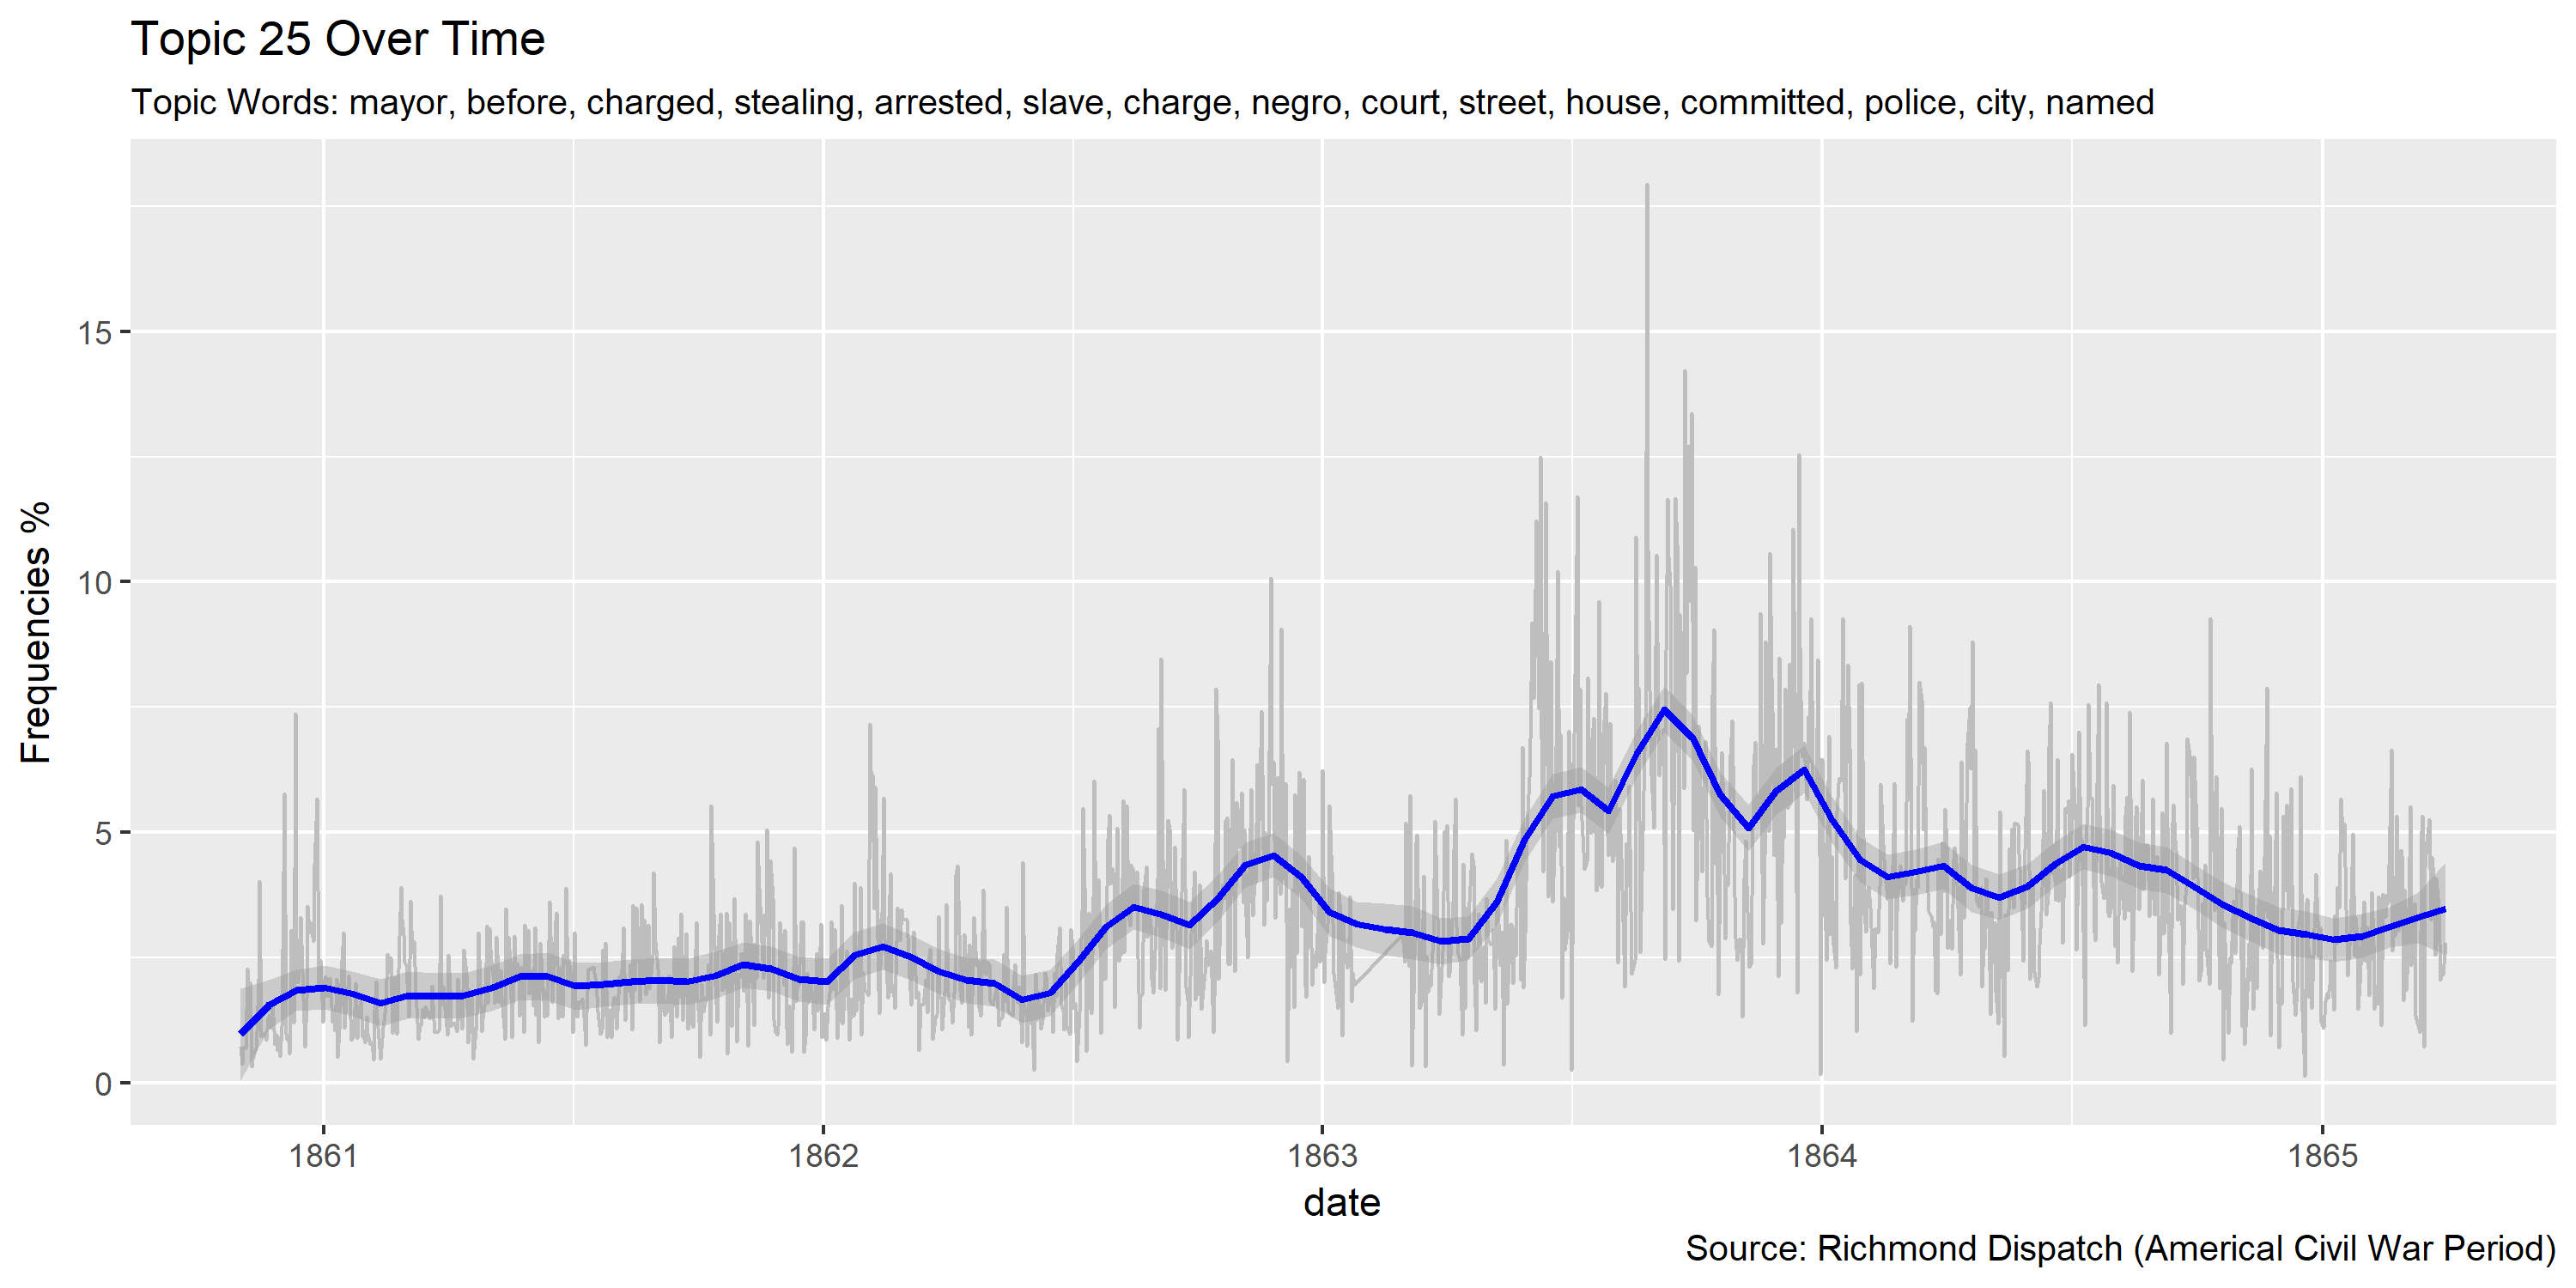 Topic 25 Over Time
Topic Words: mayor, before, charged, stealing, arrested, slave, charge, negro, court, street, house, committed, police, city, named
Frequencies %
15
10
5
0
1861 1862 1863 1864 1865
date
Source: Richmond Dispatch (Americal Civil War Period)